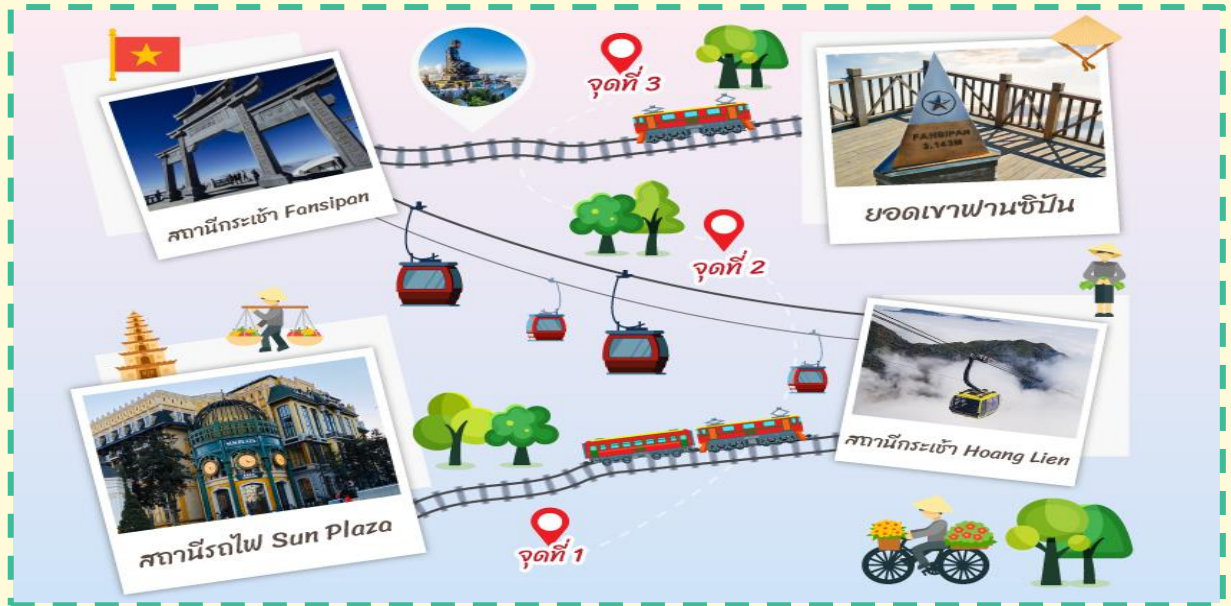 จุดที่ 3
FANSIPAN
3.143M
สถานีกระเช้า Fansipan
ยอดเขาฟานซิปัน
จุดที่ 2
SUN PLAZA
สถานีกระเช้า Hoang Lien
สถานีรถไฟ Sun Plaza
จุดที่ 1